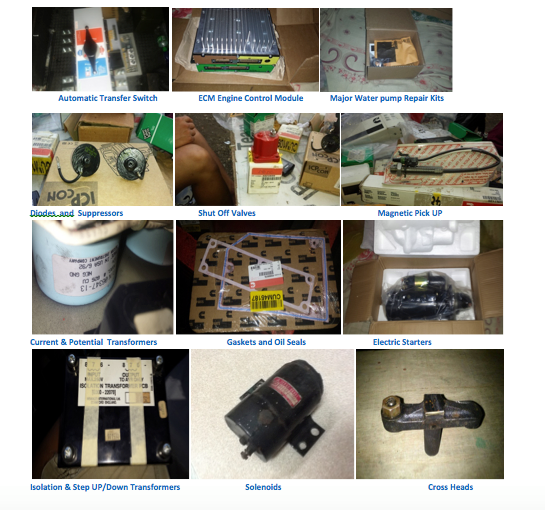 Automatic Transfer Switch
ECM Engine Control Module
Major Water pump Repair Kits
Diodes and Suppressors
Shut Off Valves
Magnetic Pick UP
Current & Potential Transformers
Gaskets and Oil Seals
Electric Starters
ISOLATION TRANSFORMER
Isolation & Step UP/Down Transformers
Solenoids
Cross Heads